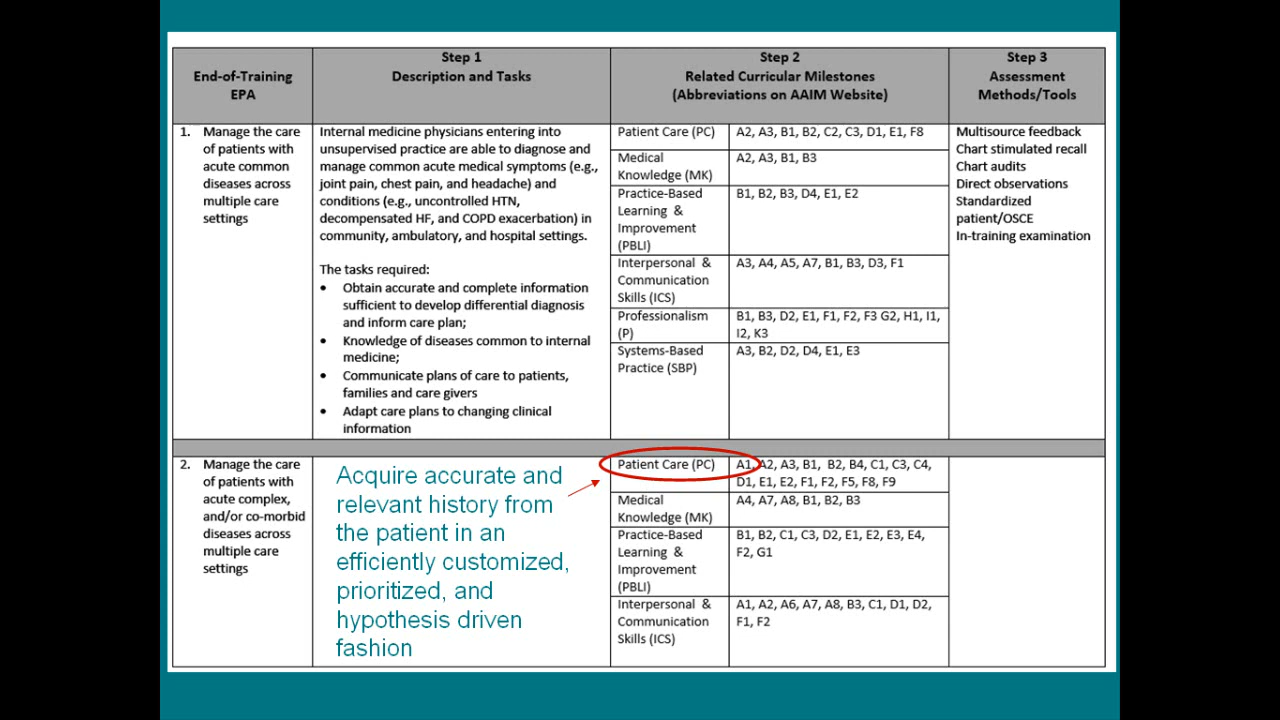 End-of-Training
EPA
Step 1
Description and Tasks
Step 2
Related Curricular Milestones
(Abbreviations on AAIM Website)
Step 3
Assessment
Methods/Tools
1. Manage the care
of patients with
acute common
diseases across
multiple care
settings
Internal medicine physicians entering into
unsupervised practice are able to diagnose and
manage common acute medical symptoms (e.g.,
joint pain, chest pain, and headache) and
conditions (e.g., uncontrolled HTN,
decompensated HF, and COPD exacerbation) in
community, ambulatory, and hospital settings.
The tasks required:
• Obtain accurate and complete information
sufficient to develop differential diagnosis
and inform care plan;
• Knowledge of diseases common to internal
medicine;
• Communicate plans of care to patients,
families and care givers
• Adapt care plans to changing clinical
information
Patient Care (PC)
A2, A3, B1, B2, C2, C3, D1, E1, F8
Medical
Knowledge (MK)
A2, A3, B1, B3
Practice-Based
Learning &
Improvement
(PBLI)
B1, B2, B3, D4, E1, E2
Interpersonal &
Communication
Skills (ICS)
A3, A4, A5, A7, B1, B3, D3, F1
Professionalism
(P)
B1, B3, D2, E1, F1, F2, F3 G2, H1, I1,
I2, K3
Systems-Based
Practice (SBP)
A3, B2, D2, D4, E1, E3
Multisource feedback
Chart stimulated recall
Chart audits
Direct observations
Standardized
patient/OSCE
In-training examination
2. Manage the care
of patients with
acute complex,
and/or co-morbid
diseases across
multiple care
settings
Acquire accurate and
relevant history from
the patient in an
efficiently customized,
prioritized, and
hypothesis driven
fashion
Patient Care (PC)
A1, A2, A3, B1, B2, B4, C1, C3, C4,
D1, E1, E2, F1, F2, F5, F8, F9
Medical
Knowledge (MK)
A4, A7, A8, B1, B2, B3
Practice-Based
Learning &
Improvement
(PBLI)
B1, B2, C1, C3, D2, E1, E2, E3, E4,
F2, G1
Interpersonal &
Communication
Skills (ICS)
A1, A2, A6, A7, A8, B3, C1, D1, D2,
F1, F2